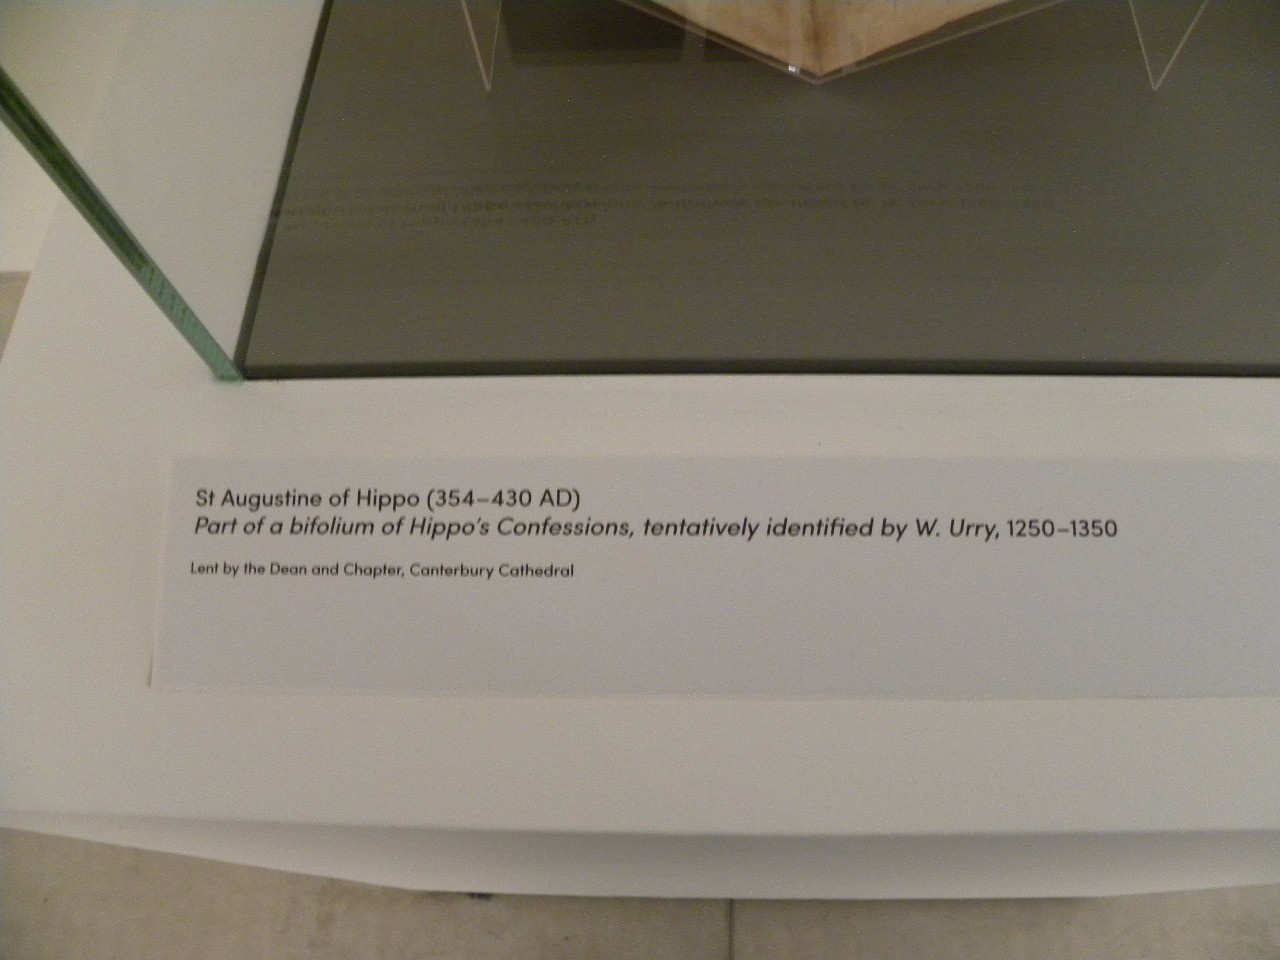 St Augustine of Hippo (354–430 AD)
Part of a bifolium of Hippo's Confessions, tentatively identified by W. Urry, 1250–1350
Lent by the Dean and Chapter, Canterbury Cathedral